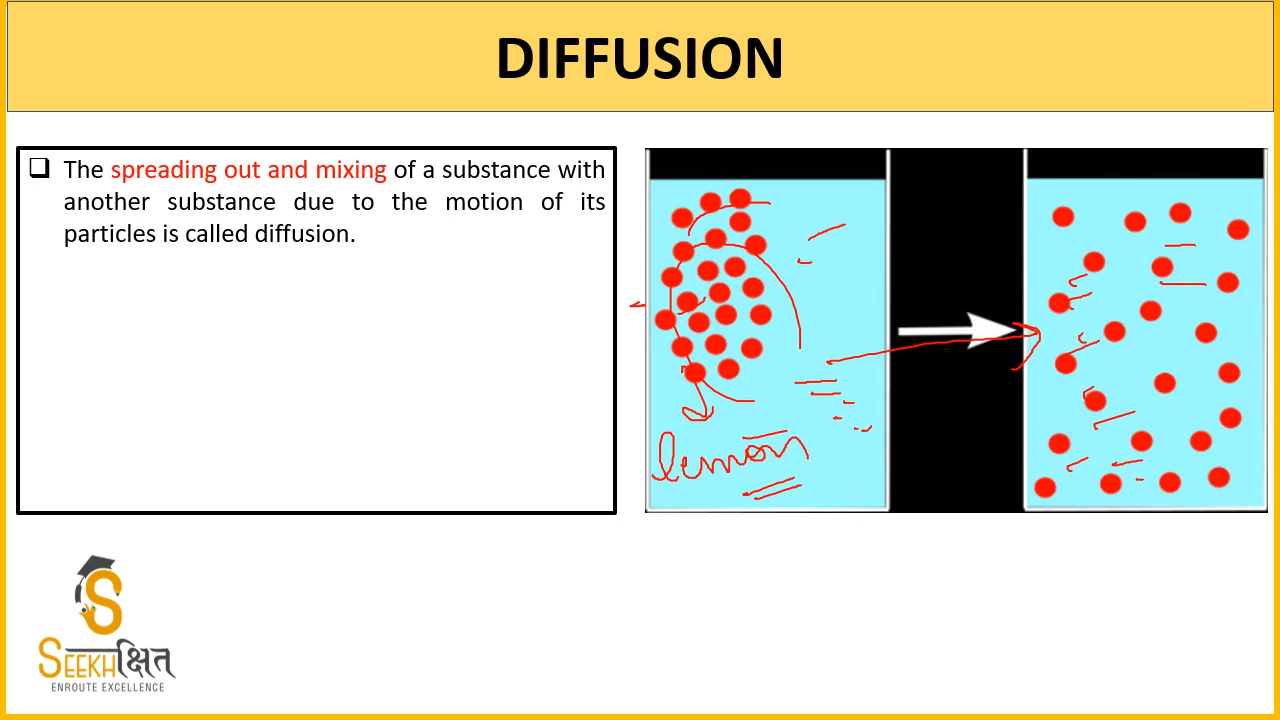 DIFFUSION
❑ The spreading out and mixing of a substance with
another substance due to the motion of its
particles is called diffusion.
lemon
S
SEEKHक्षित
ENROUTE EXCELLENCE